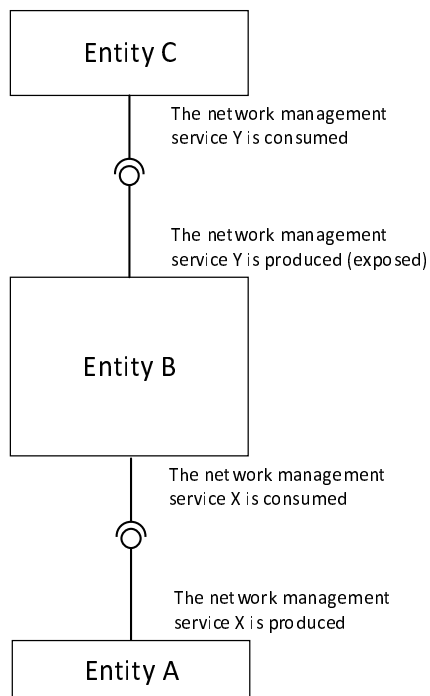 Entity C
The network management
service Y is consumed
The network management
service Y is produced (exposed)
Entity B
The network management
service X is consumed
The network management
service X is produced
Entity A